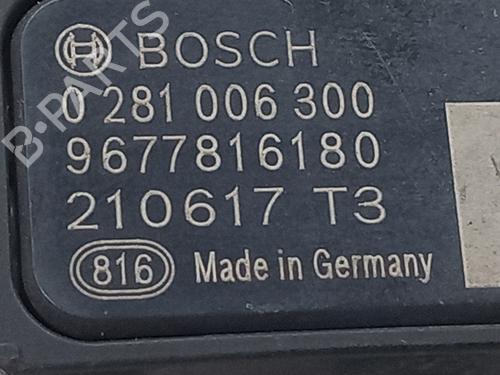 BOSCH
0 281 006 300
9677816180
210617 T3
816 Made in Germany
B-PARTS